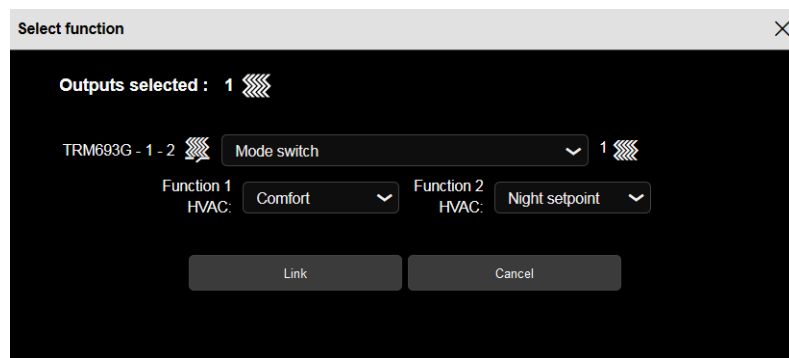 Select function
Outputs selected : 1
TRM693G - 1 - 2 Mode switch 1
Function 1 HVAC: Comfort Function 2 HVAC: Night setpoint
Link Cancel